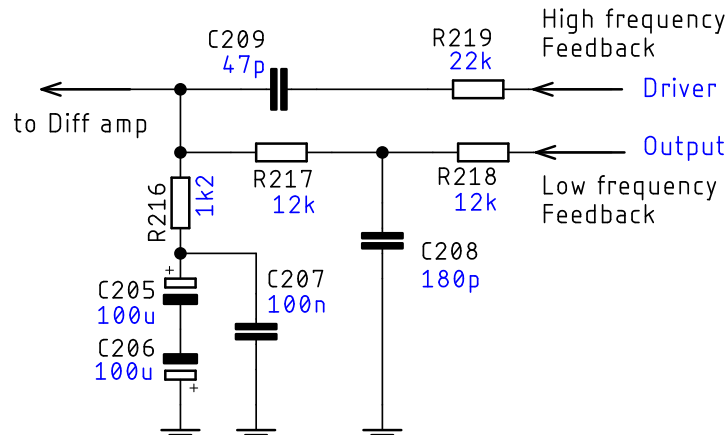 High frequency
Feedback
C209
47p
R219
22k
Driver
to Diff amp
Output
R216
1k2
R217
12k
R218
12k
Low frequency
Feedback
C208
180p
+
C205
100u
C207
100n
C206
100u
+